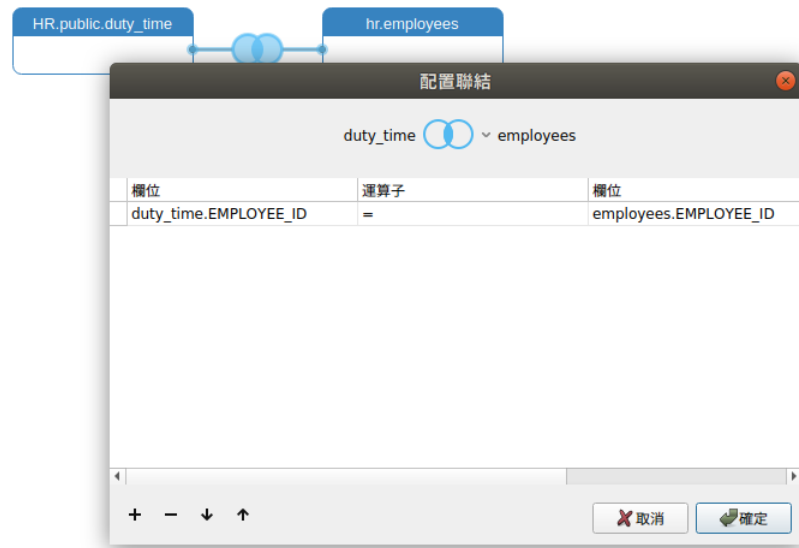 HR.public.duty_time
hr.employees
配置聯結
duty_time employees
欄位 運算子 欄位
duty_time.EMPLOYEE_ID = employees.EMPLOYEE_ID
取消 確定